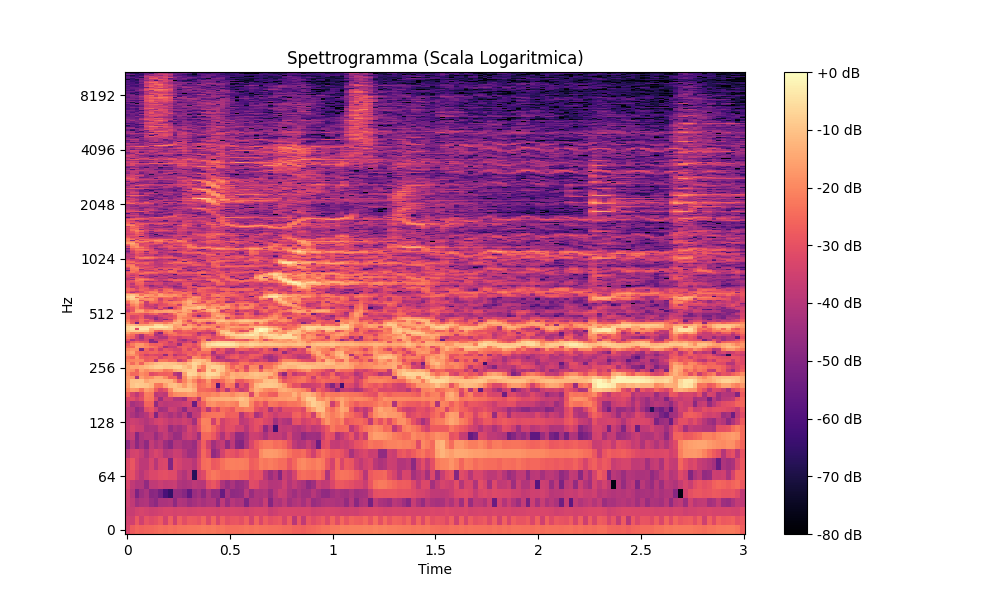 Spettrogramma (Scala Logaritmica)
Hz
8192
4096
2048
1024
512
256
128
64
0
0
0.5
1
1.5
2
2.5
3
Time
+0 dB
-10 dB
-20 dB
-30 dB
-40 dB
-50 dB
-60 dB
-70 dB
-80 dB